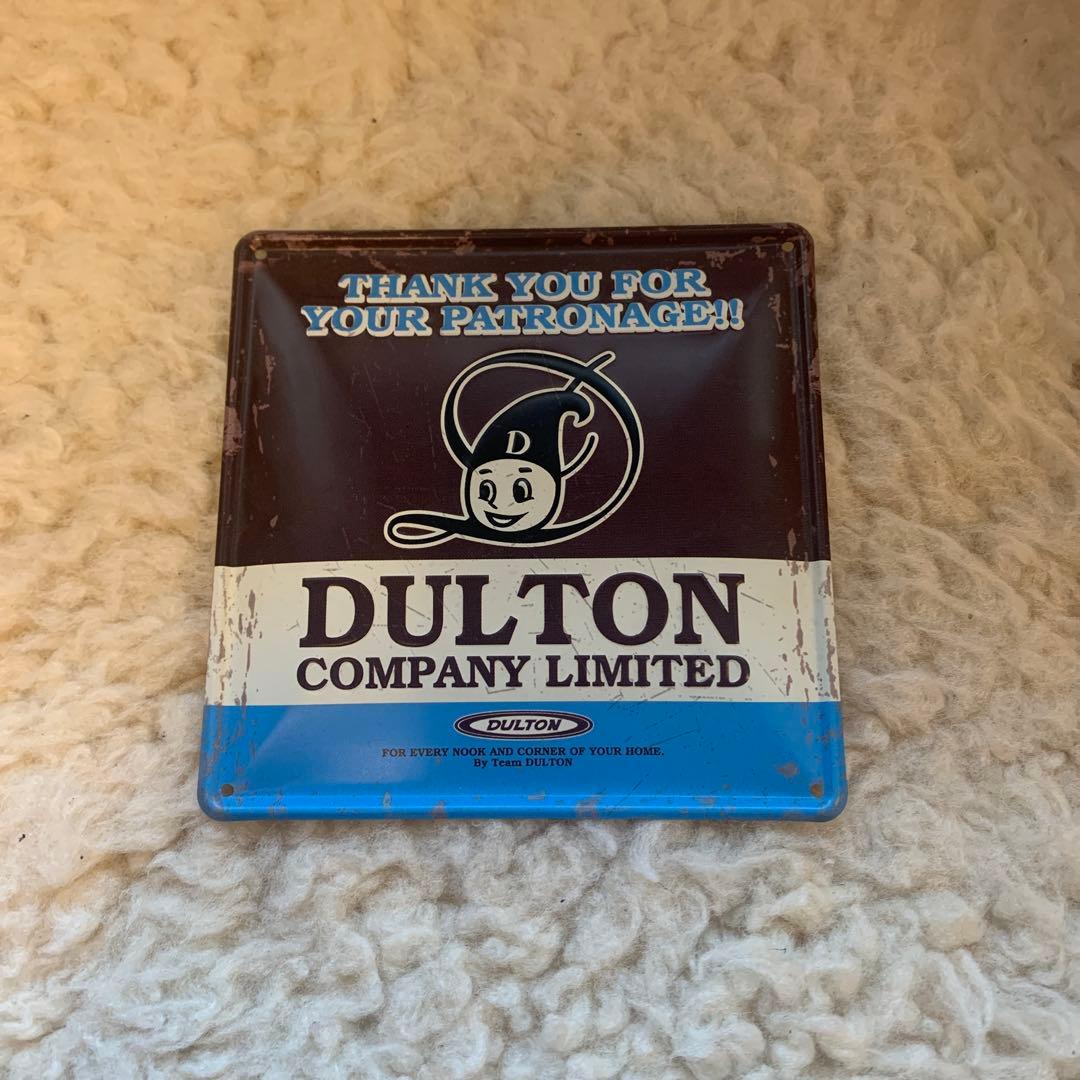 THANK YOU FOR
YOUR PATRONAGE!!
D
DULTON
COMPANY LIMITED
DULTON
FOR EVERY NOOK AND CORNER OF YOUR HOME.
By Team DULTON